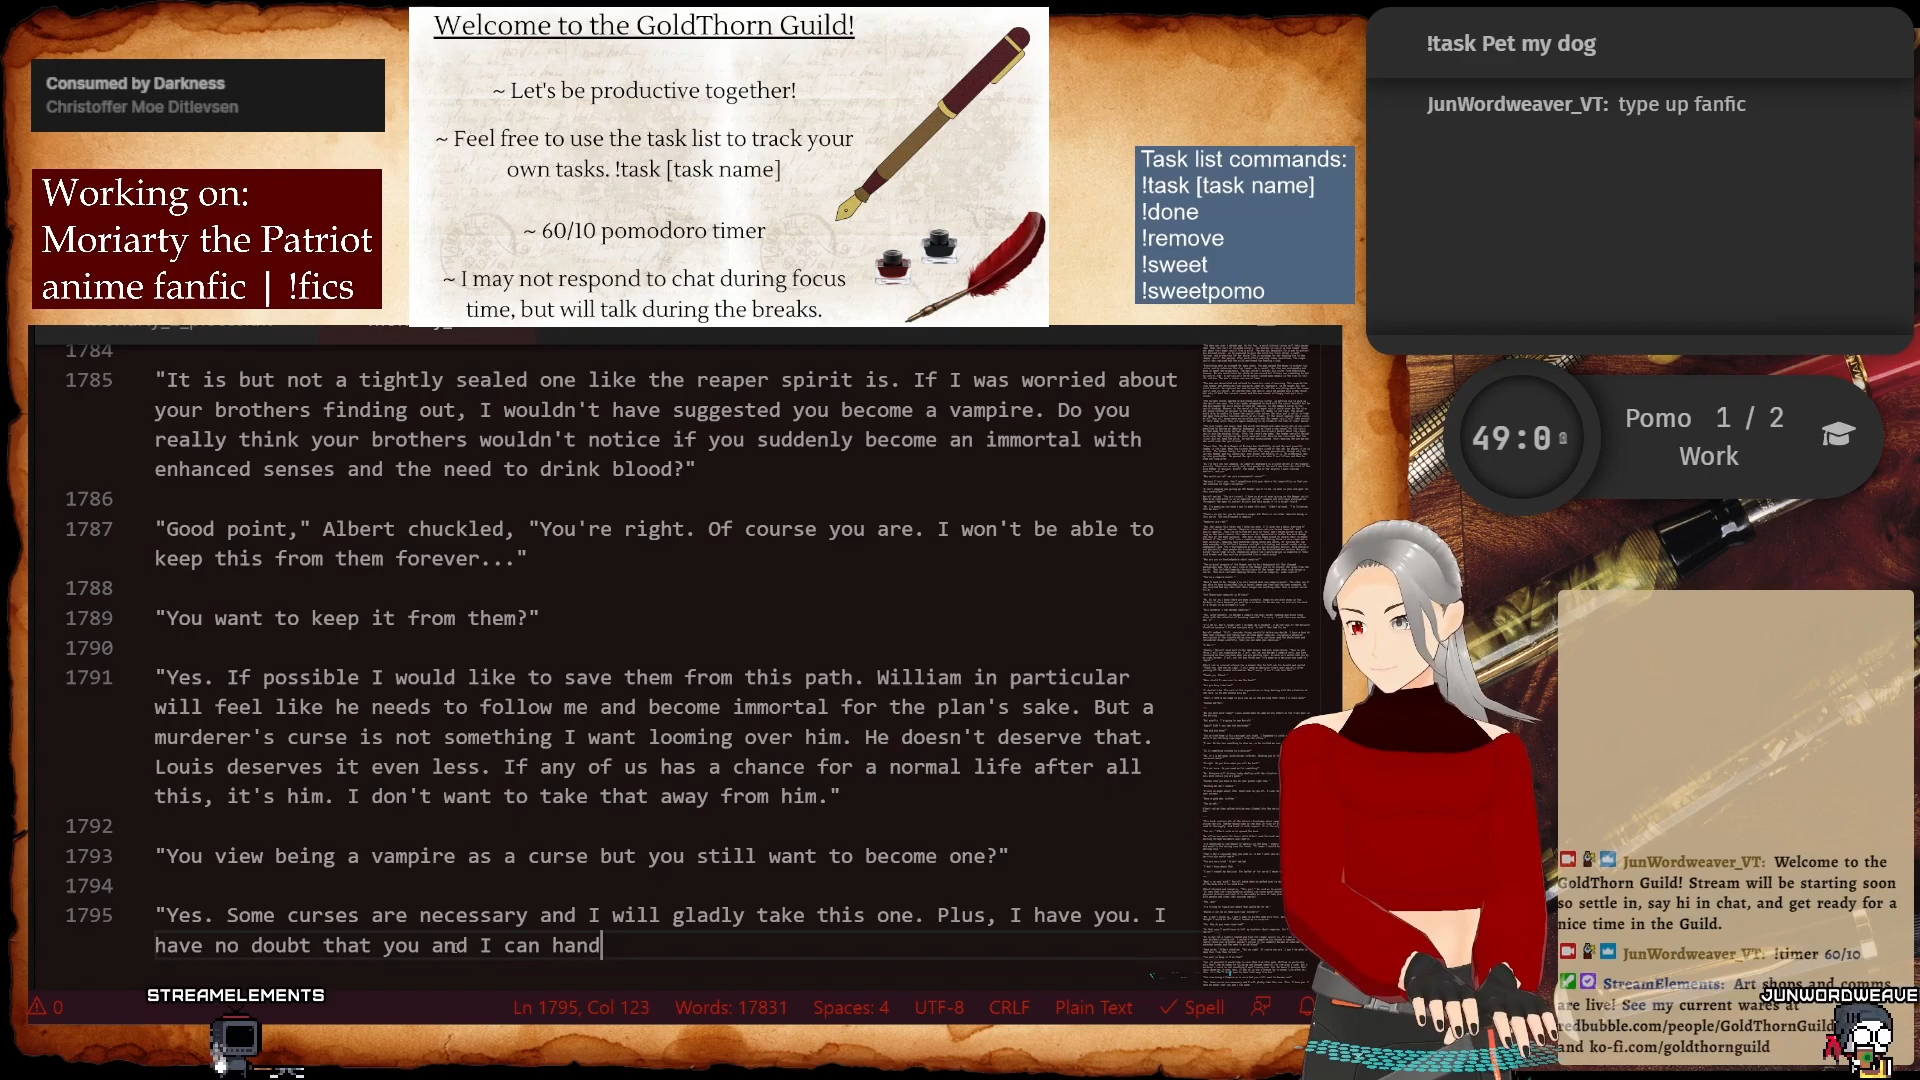 Consumed by Darkness
Christoffer Moe Ditlevsen
Working on:
Moriarty the Patriot
anime fanfic | !fics
Welcome to the GoldThorn Guild!
~ Let's be productive together!
~ Feel free to use the task list to track your
own tasks. !task [task name]
~ 60/10 pomodoro timer
~ I may not respond to chat during focus
time, but will talk during the breaks.
Task list commands:
!task [task name]
!done
!remove
!sweet
!sweetpomo
!task Pet my dog
JunWordweaver_VT: type up fanfic
49:0
Pomo 1 / 2
Work
1784
1785 "It is but not a tightly sealed one like the reaper spirit is. If I was worried about
your brothers finding out, I wouldn't have suggested you become a vampire. Do you
really think your brothers wouldn't notice if you suddenly become an immortal with
enhanced senses and the need to drink blood?"
1786
1787 "Good point," Albert chuckled, "You're right. Of course you are. I won't be able to
keep this from them forever..."
1788
1789 "You want to keep it from them?"
1790
1791 "Yes. If possible I would like to save them from this path. William in particular
will feel like he needs to follow me and become immortal for the plan's sake. But a
murderer's curse is not something I want looming over him. He doesn't deserve that.
Louis deserves it even less. If any of us has a chance for a normal life after all
this, it's him. I don't want to take that away from him."
1792
1793 "You view being a vampire as a curse but you still want to become one?"
1794
1795 "Yes. Some curses are necessary and I will gladly take this one. Plus, I have you. I
have no doubt that you and I can hand
0
Ln 1795, Col 123 Words: 17831 Spaces: 4 UTF-8 CRLF Plain Text Spell
STREAMELEMENTS
JunWordweaver_VT: Welcome to the
GoldThorn Guild! Stream will be starting soon
so settle in, say hi in chat, and get ready for a
nice time in the Guild.
JunWordweaver_VT: !timer 60/10
StreamElements: Art shops and comms
are live! See my current wares at
redbubble.com/people/GoldThornGuild
and ko-fi.com/goldthornguild
JUNWORDWEAVE